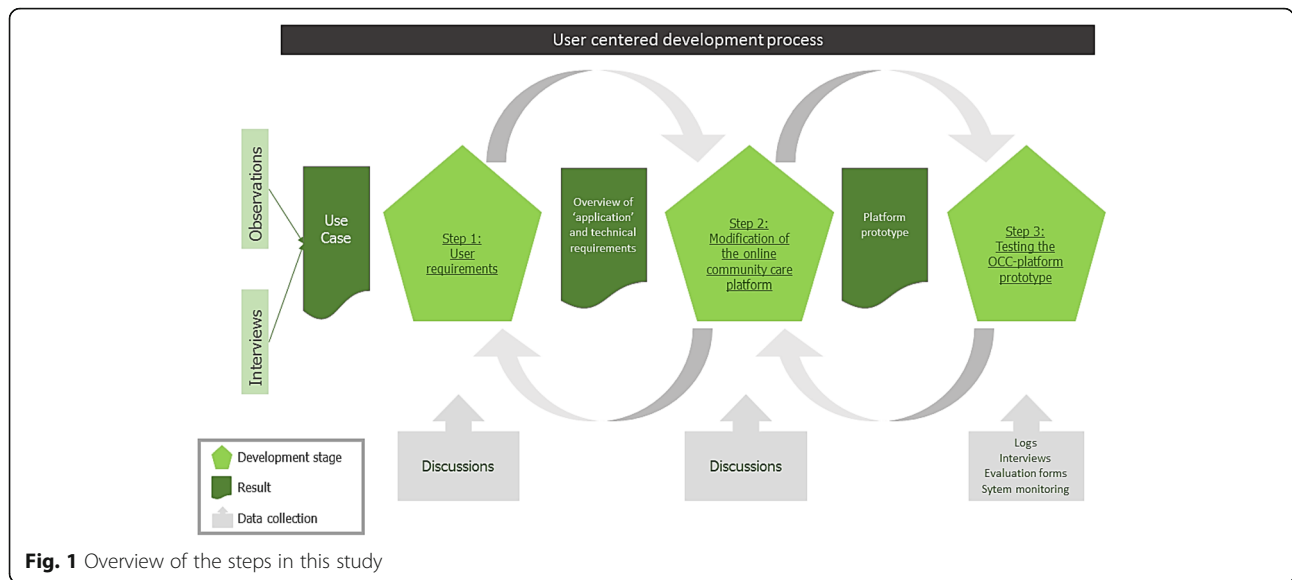 User centered development process
Observations
Interviews
Use
Case
Step 1:
User
requirements
Overview of
'application'
and technical
requirements
Step 2:
Modification of
the online
community care
platform
Platform
prototype
Step 3:
Testing the
OCC-platform
prototype
Discussions
Discussions
Logs
Interviews
Evaluation forms
Sytem monitoring
Development stage
Result
Data collection
Fig. 1 Overview of the steps in this study